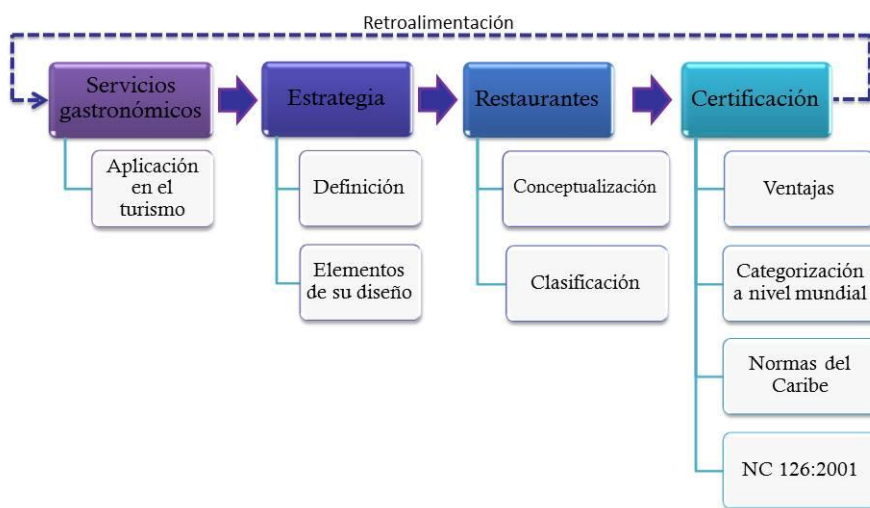 Retroalimentación
Servicios
gastronómicos
Aplicación
en el
turismo
Estrategia
Definición
Elementos
de su diseño
Restaurantes
Conceptualización
Clasificación
Certificación
Ventajas
Categorización
a nivel mundial
Normas del
Caribe
NC 126:2001